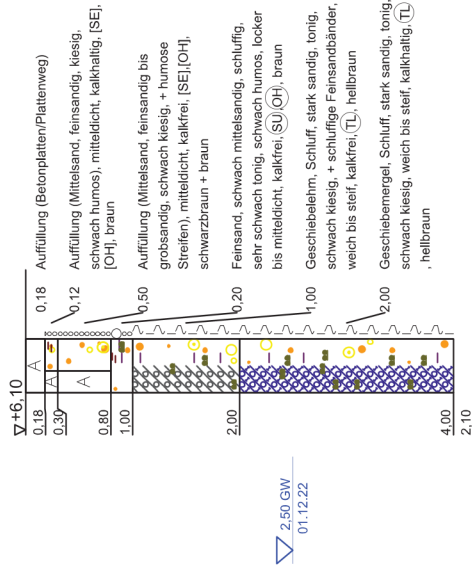 ▽+6,10
0,18
0,30
0,80
1,00
2,00
4,00
2,10
A
A
A
2,50 GW
01.12.22
0,18
Auffüllung (Betonplatten/Plattenweg)
0,12
Auffüllung (Mittelsand, feinsandig, kiesig,
schwach humos), mitteldicht, kalkhaltig, [SE],
[OH], braun
0,50
Auffüllung (Mittelsand, feinsandig bis
grobsandig, schwach kiesig, + humose
Streifen), mitteldicht, kalkfrei, [SE],[OH],
schwarzbraun + braun
0,20
Feinsand, schwach mittelsandig, schluffig,
sehr schwach tonig, schwach humos, locker
bis mitteldicht, kalkfrei, SU OH, braun
1,00
Geschiebelehm, Schluff, stark sandig, tonig,
schwach kiesig, + schluffige Feinsandbänder,
weich bis steif, kalkfrei, TL, hellbraun
2,00
Geschiebemergel, Schluff, stark sandig, tonig,
schwach kiesig, weich bis steif, kalkhaltig, TL
, hellbraun